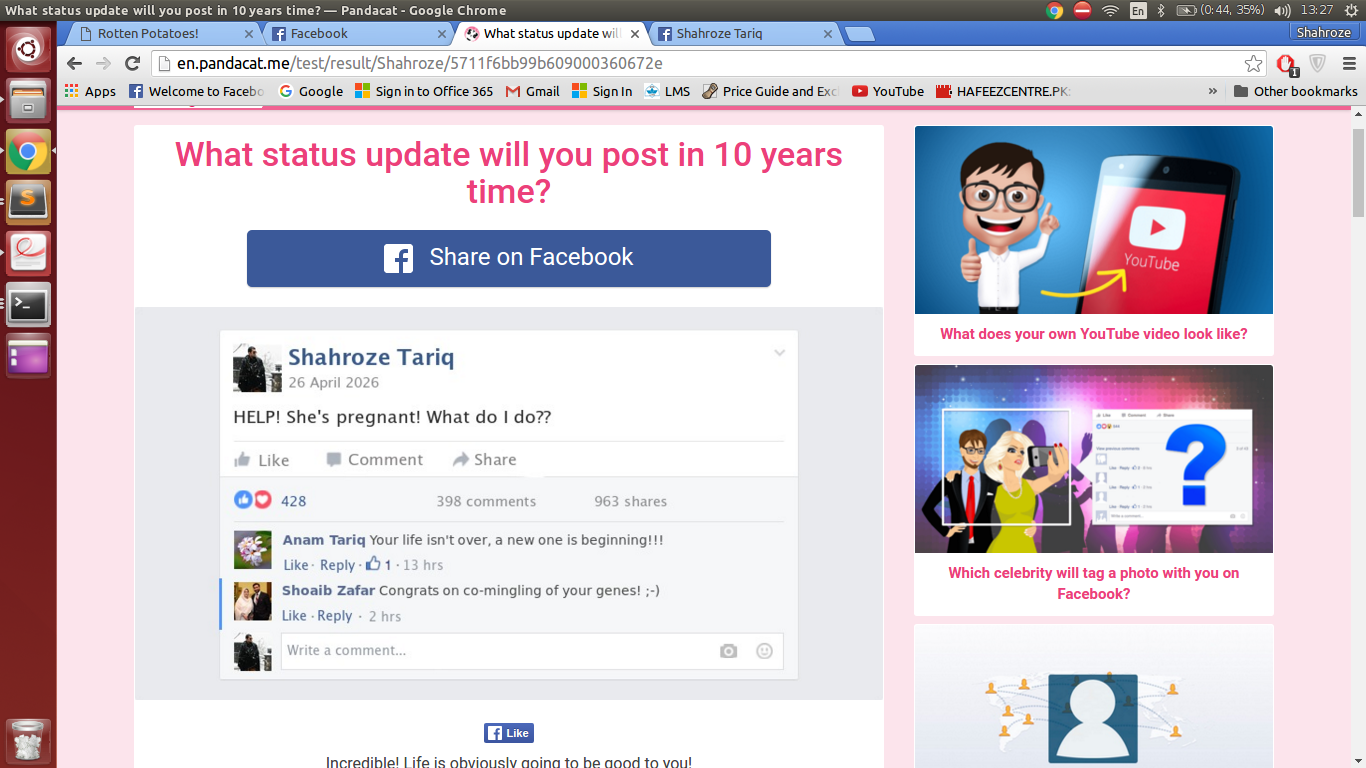 What status update will you post in 10 years time? — Pandacat - Google Chrome
En
(0:44, 35%)
13:27
Rotten Potatoes!
Facebook
What status update will
Shahroze Tariq
Shahroze
en.pandacat.me/test/result/Shahroze/5711f6bb99b609000360672e
1
Apps
Welcome to Facebo
Google
Sign in to Office 365
Gmail
Sign In
LMS
Price Guide and Exc
YouTube
HAFEEZCENTRE.PK:
»
Other bookmarks
What status update will you post in 10 years
time?
Share on Facebook
Shahroze Tariq
26 April 2026
HELP! She's pregnant! What do I do??
Like
Comment
Share
428
398 comments
963 shares
Anam Tariq Your life isn't over, a new one is beginning!!!
Like · Reply · 1 · 13 hrs
Shoaib Zafar Congrats on co-mingling of your genes! ;-)
Like · Reply · 2 hrs
Write a comment...
Like
Incredible! Life is obviously going to be good to you!
YouTube
What does your own YouTube video look like?
Like
Comment
Share
?
Which celebrity will tag a photo with you on
Facebook?